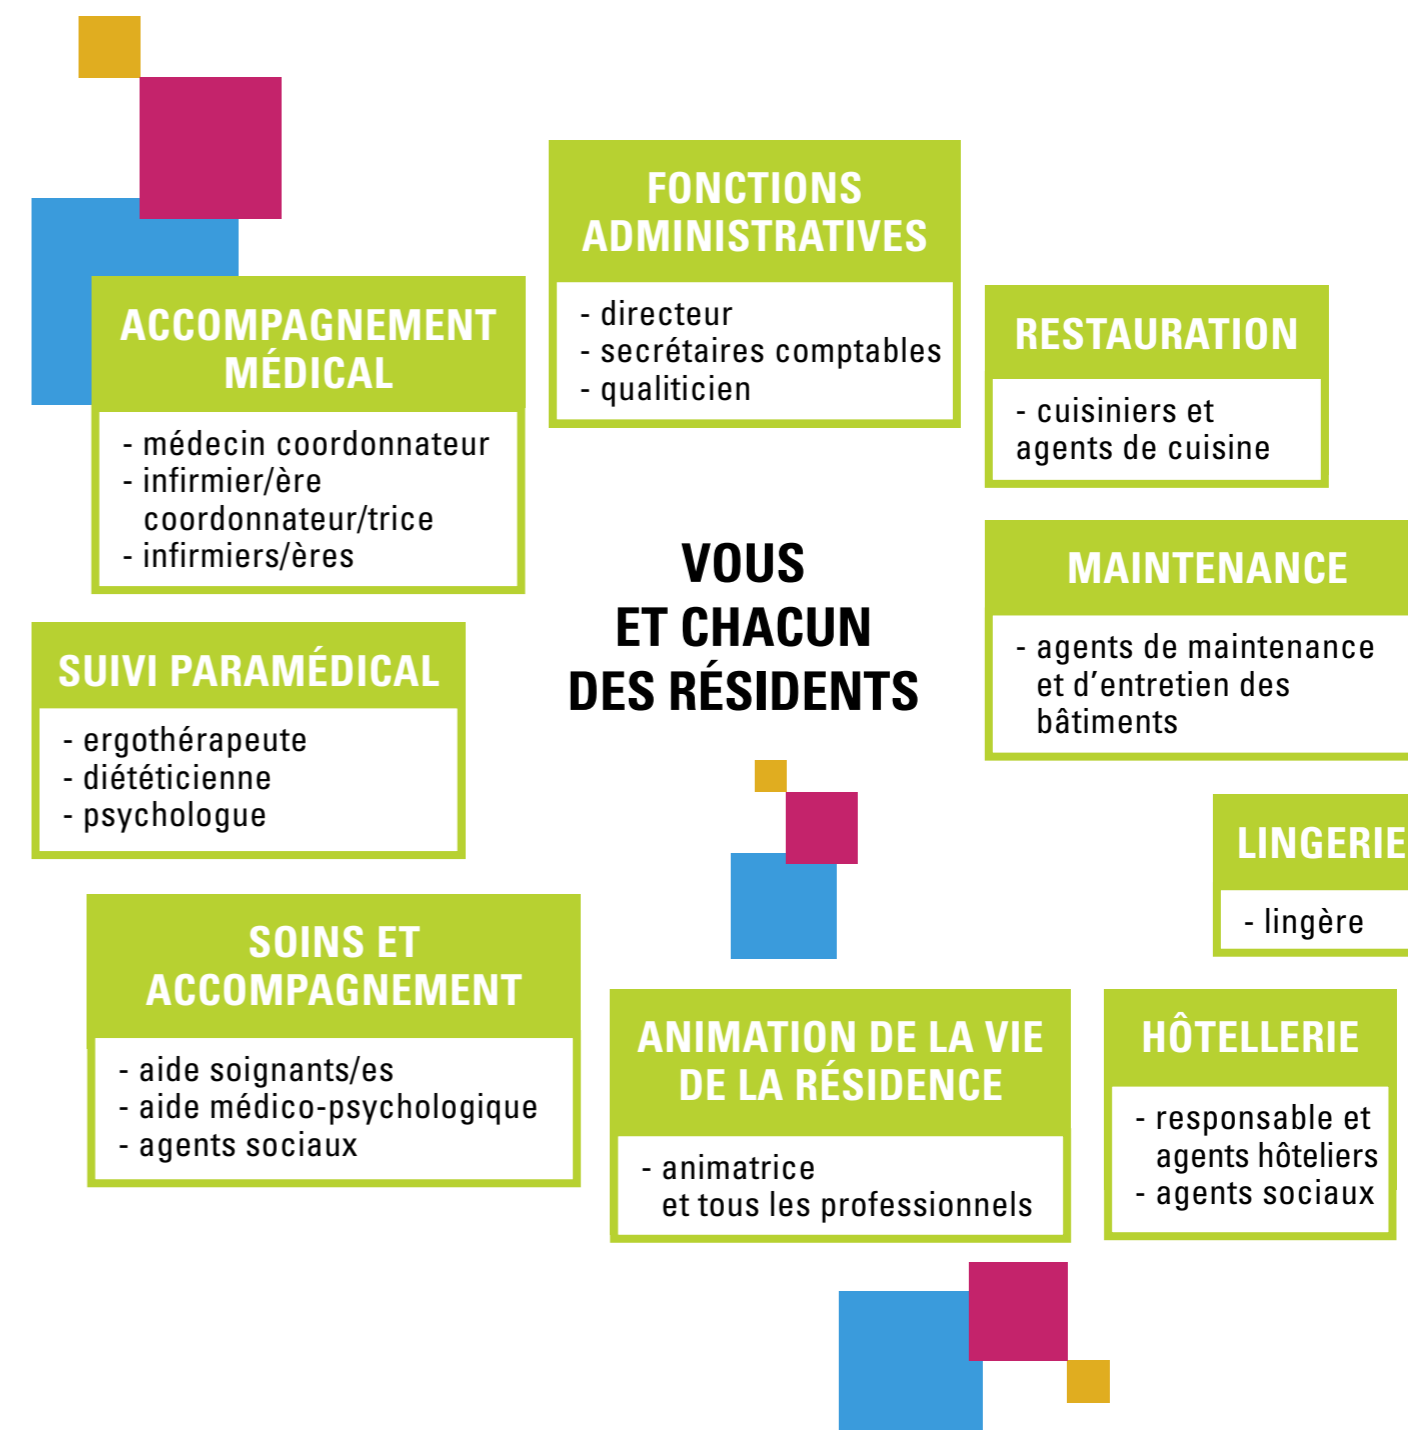 FONCTIONS
ADMINISTRATIVES
- directeur
- secrétaires comptables
- qualiticien
ACCOMPAGNEMENT
MÉDICAL
- médecin coordonnateur
- infirmier/ère
coordonnateur/trice
- infirmiers/ères
RESTAURATION
- cuisiniers et
agents de cuisine
VOUS
ET CHACUN
DES RÉSIDENTS
MAINTENANCE
- agents de maintenance
et d’entretien des
bâtiments
SUIVI PARAMÉDICAL
- ergothérapeute
- diététicienne
- psychologue
LINGERIE
- lingère
SOINS ET
ACCOMPAGNEMENT
- aide soignants/es
- aide médico-psychologique
- agents sociaux
ANIMATION DE LA VIE
DE LA RÉSIDENCE
- animatrice
et tous les professionnels
HÔTELLERIE
- responsable et
agents hôteliers
- agents sociaux